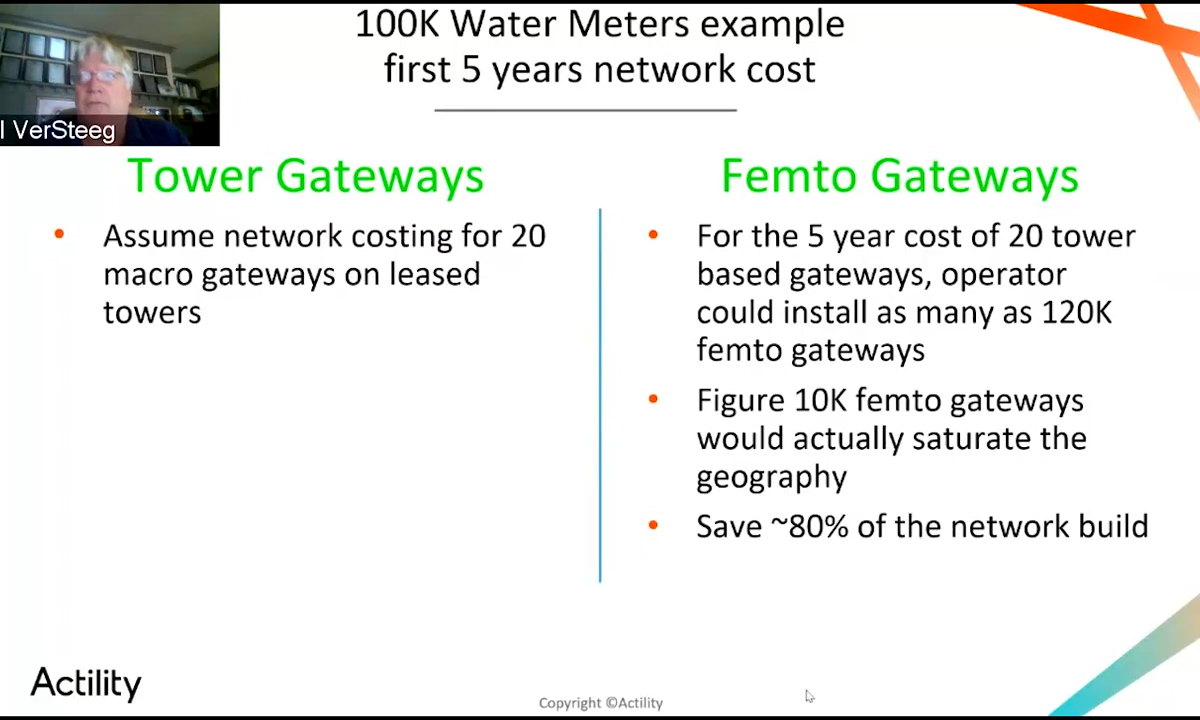 100K Water Meters example
first 5 years network cost
l VerSteeg
Tower Gateways
• Assume network costing for 20
macro gateways on leased
towers
Femto Gateways
• For the 5 year cost of 20 tower
based gateways, operator
could install as many as 120K
femto gateways
• Figure 10K femto gateways
would actually saturate the
geography
• Save ~80% of the network build
Actility
Copyright ©Actility